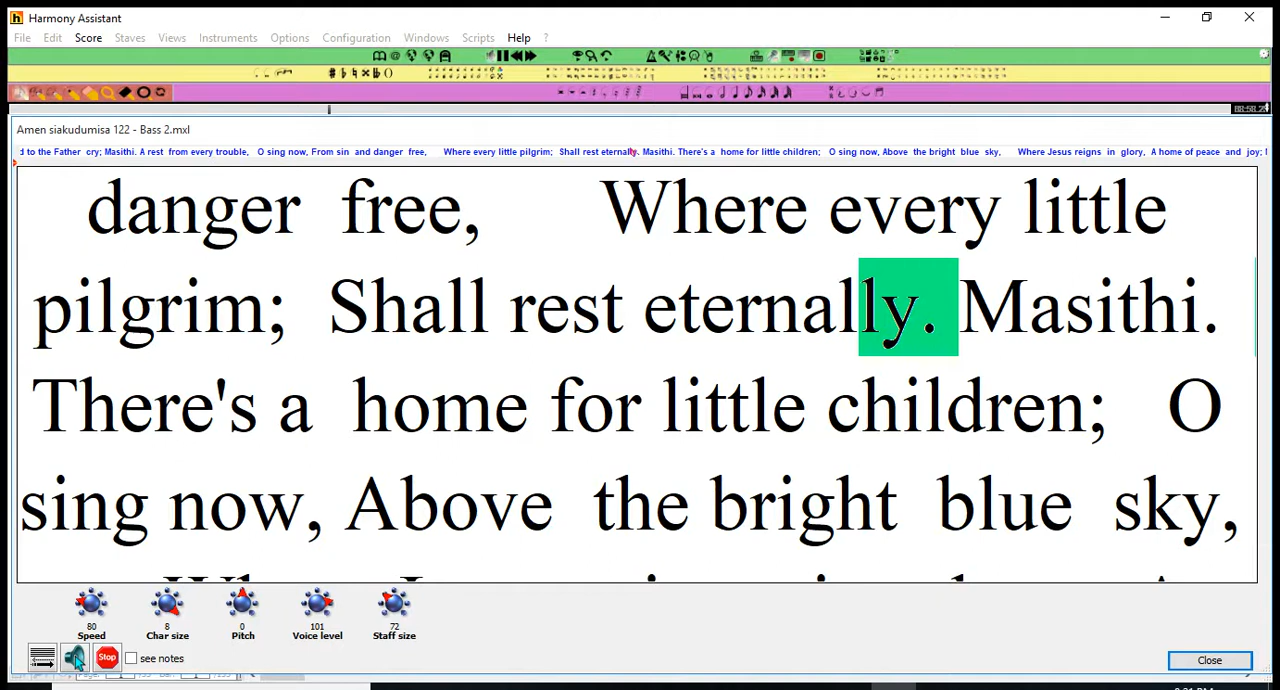 Harmony Assistant
File Edit Score Staves Views Instruments Options Configuration Windows Scripts Help ?
Amen siakudumisa 122 - Bass 2.mxl
d to the Father cry; Masithi. A rest from every trouble, O sing now, From sin and danger free, Where every little pilgrim; Shall rest eternally. Masithi. There's a home for little children; O sing now, Above the bright blue sky, Where Jesus reigns in glory, A home of peace and joy;
danger free, Where every little
pilgrim; Shall rest eternally. Masithi.
There's a home for little children; O
sing now, Above the bright blue sky,
80 8 0 101 72
Speed Char size Pitch Voice level Staff size
Stop see notes Close